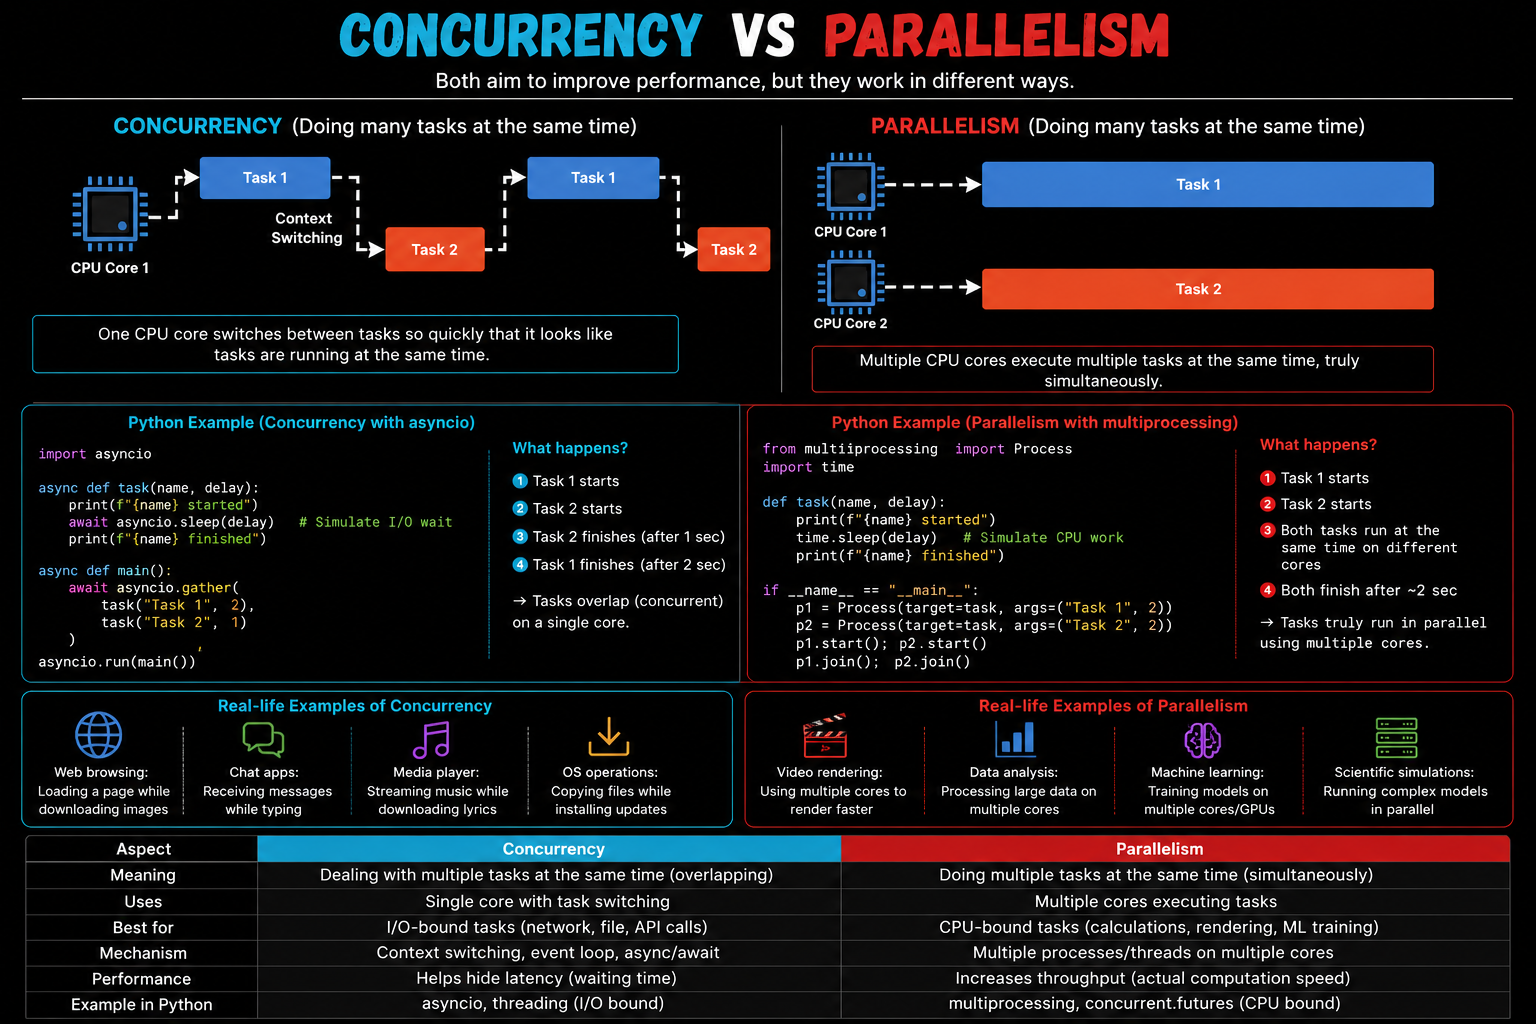 CONCURRENCY VS PARALLELISM
Both aim to improve performance, but they work in different ways.
CONCURRENCY (Doing many tasks at the same time)
Task 1
Task 1
Context
Switching
Task 2
Task 2
CPU Core 1
One CPU core switches between tasks so quickly that it looks like
tasks are running at the same time.
PARALLELISM (Doing many tasks at the same time)
Task 1
CPU Core 1
Task 2
CPU Core 2
Multiple CPU cores execute multiple tasks at the same time, truly
simultaneously.
Python Example (Concurrency with asyncio)
import asyncio
async def task(name, delay):
print(f"{name} started")
await asyncio.sleep(delay) # Simulate I/O wait
print(f"{name} finished")
async def main():
await asyncio.gather(
task("Task 1", 2),
task("Task 2", 1)
)
asyncio.run(main())
What happens?
1 Task 1 starts
2 Task 2 starts
3 Task 2 finishes (after 1 sec)
4 Task 1 finishes (after 2 sec)
→ Tasks overlap (concurrent)
on a single core.
Python Example (Parallelism with multiprocessing)
from multiiprocessing import Process
import time
def task(name, delay):
print(f"{name} started")
time.sleep(delay) # Simulate CPU work
print(f"{name} finished")
if __name__ == "__main__":
p1 = Process(target=task, args=("Task 1", 2))
p2 = Process(target=task, args=("Task 2", 2))
p1.start(); p2.start()
p1.join(); p2.join()
What happens?
1 Task 1 starts
2 Task 2 starts
3 Both tasks run at the
same time on different
cores
4 Both finish after ~2 sec
→ Tasks truly run in parallel
using multiple cores.
Real-life Examples of Concurrency
Web browsing:
Loading a page while
downloading images
Chat apps:
Receiving messages
while typing
Media player:
Streaming music while
downloading lyrics
OS operations:
Copying files while
installing updates
Real-life Examples of Parallelism
Video rendering:
Using multiple cores to
render faster
Data analysis:
Processing large data on
multiple cores
Machine learning:
Training models on
multiple cores/GPUs
Scientific simulations:
Running complex models
in parallel
Aspect Concurrency Parallelism
Meaning Dealing with multiple tasks at the same time (overlapping) Doing multiple tasks at the same time (simultaneously)
Uses Single core with task switching Multiple cores executing tasks
Best for I/O-bound tasks (network, file, API calls) CPU-bound tasks (calculations, rendering, ML training)
Mechanism Context switching, event loop, async/await Multiple processes/threads on multiple cores
Performance Helps hide latency (waiting time) Increases throughput (actual computation speed)
Example in Python asyncio, threading (I/O bound) multiprocessing, concurrent.futures (CPU bound)